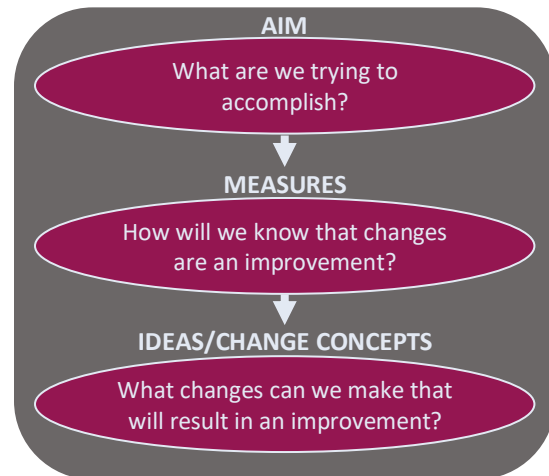 AIM
What are we trying to
accomplish?
MEASURES
How will we know that changes
are an improvement?
IDEAS/CHANGE CONCEPTS
What changes can we make that
will result in an improvement?